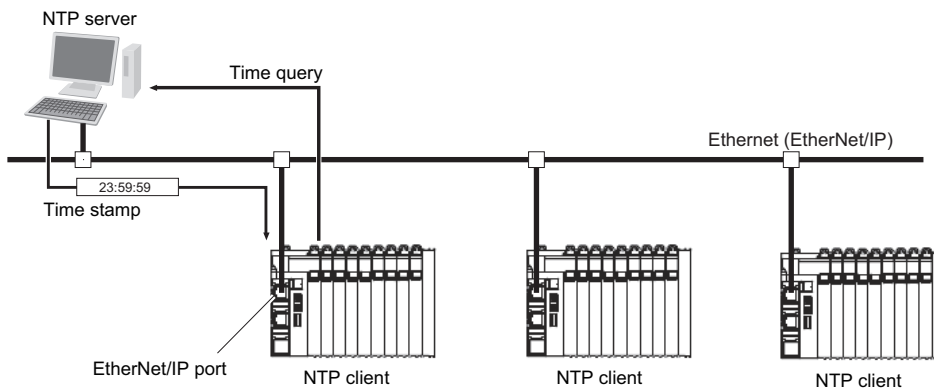 NTP server
Time query
Ethernet (EtherNet/IP)
23:59:59
Time stamp
EtherNet/IP port
NTP client
NTP client
NTP client